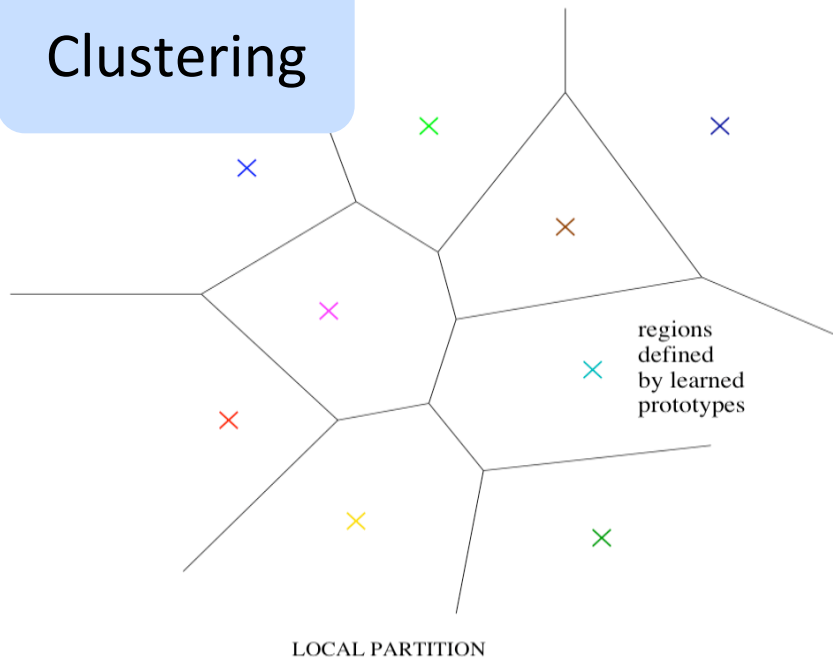 Clustering
regions
defined
by learned
prototypes
LOCAL PARTITION